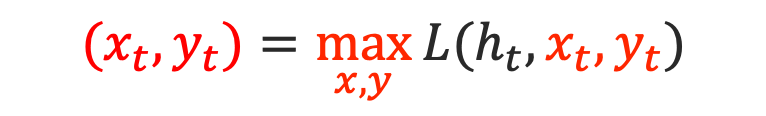 (x_t, y_t) = max_{x,y} L(h_t, x_t, y_t)